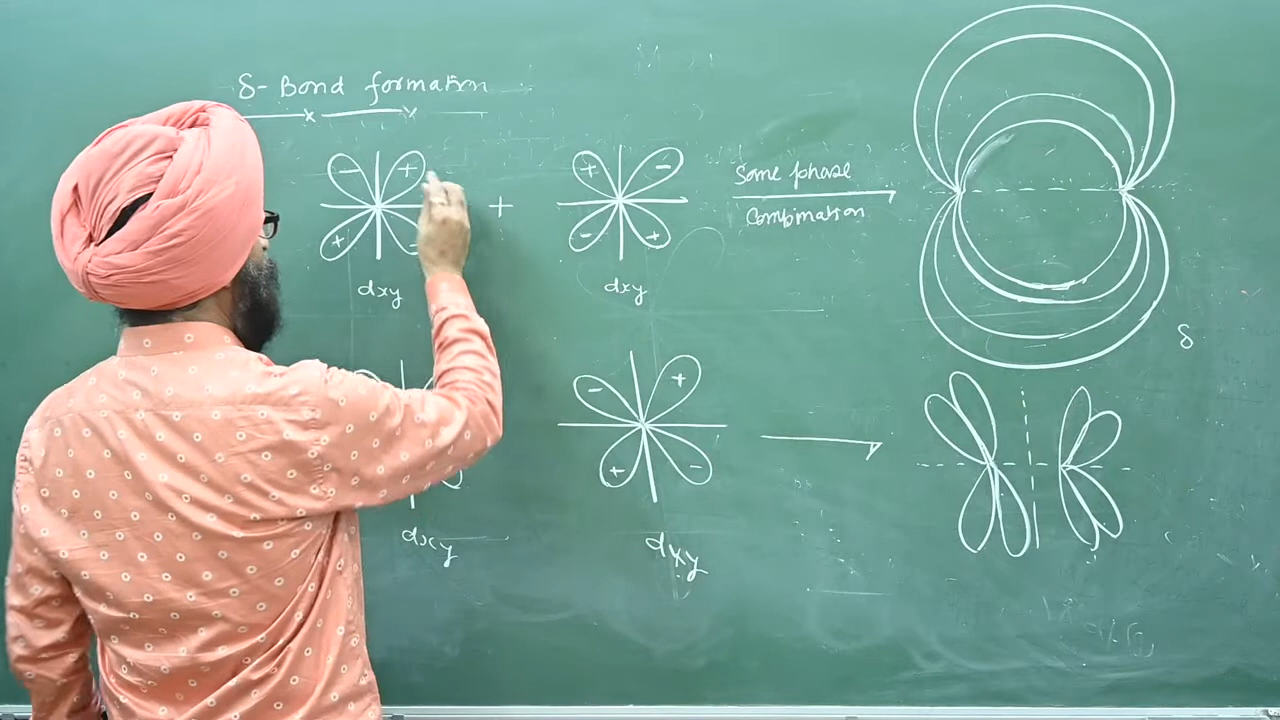 δ- Bond formation
- +
+ -
dxy
+
+ -
- +
dxy
Same phase
Combination
δ
dxy
- +
+ -
dxy